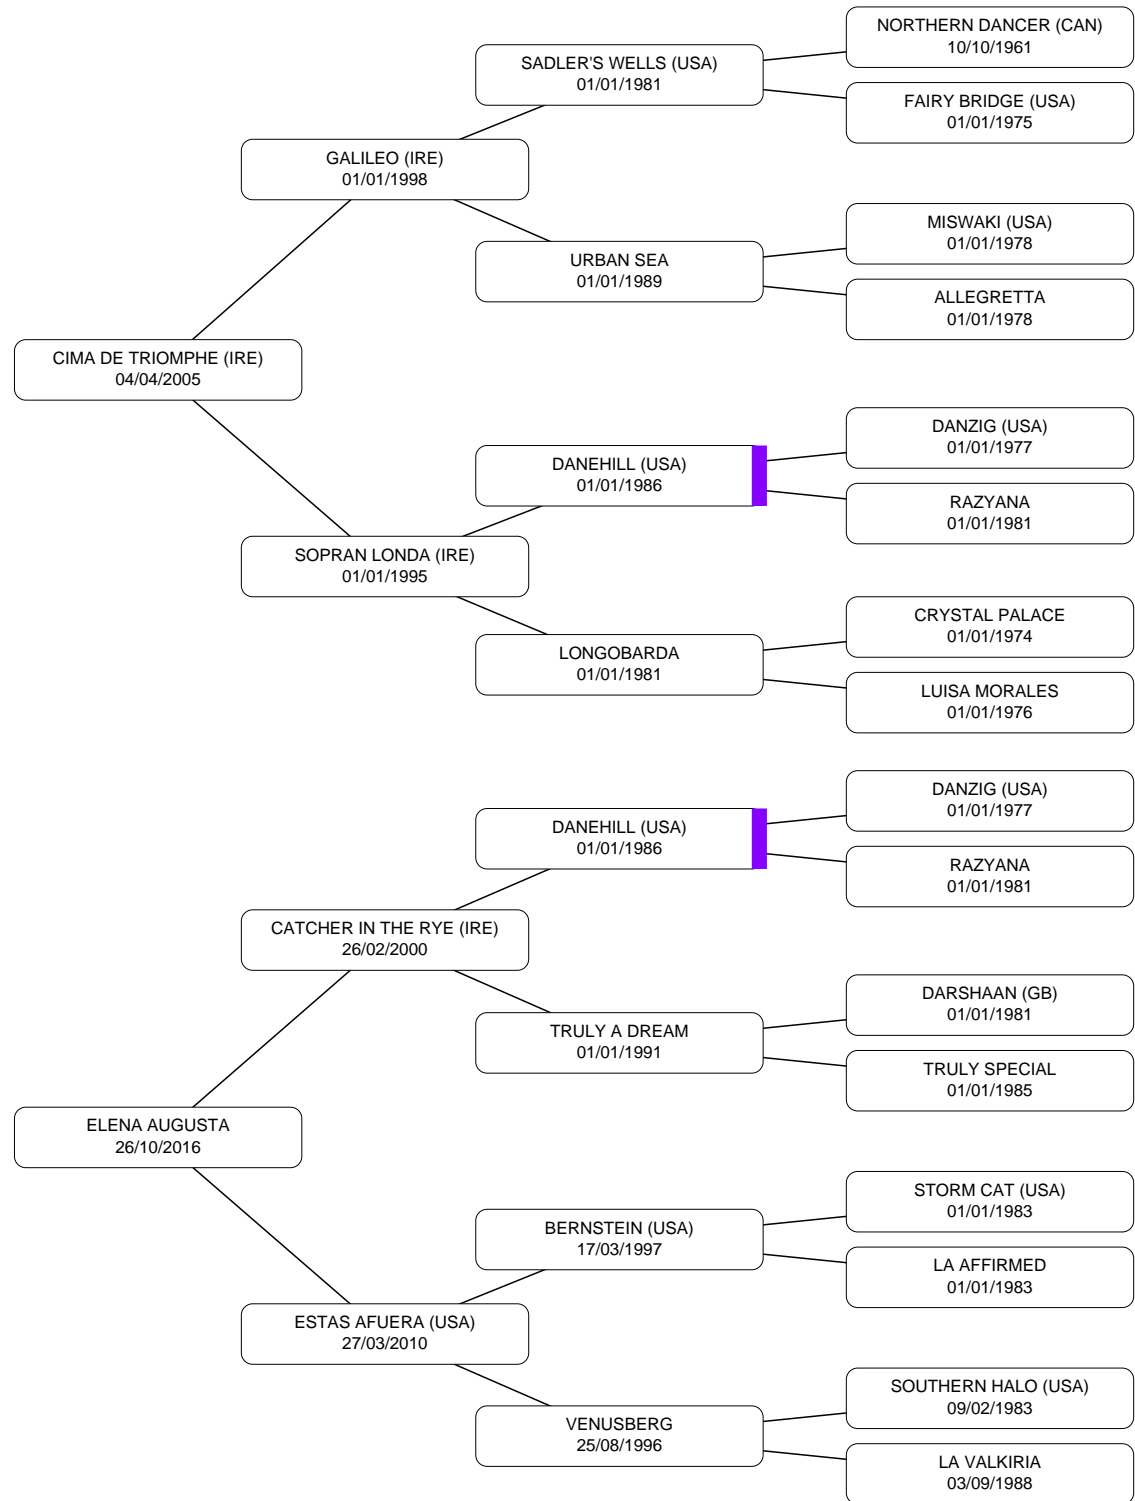 NORTHERN DANCER (CAN)
10/10/1961
SADLER'S WELLS (USA)
01/01/1981
FAIRY BRIDGE (USA)
01/01/1975
GALILEO (IRE)
01/01/1998
MISWAKI (USA)
01/01/1978
URBAN SEA
01/01/1989
ALLEGRETTA
01/01/1978
CIMA DE TRIOMPHE (IRE)
04/04/2005
DANZIG (USA)
01/01/1977
DANEHILL (USA)
01/01/1986
RAZYANA
01/01/1981
SOPRAN LONDA (IRE)
01/01/1995
CRYSTAL PALACE
01/01/1974
LONGOBARDA
01/01/1981
LUISA MORALES
01/01/1976
DANZIG (USA)
01/01/1977
DANEHILL (USA)
01/01/1986
RAZYANA
01/01/1981
CATCHER IN THE RYE (IRE)
26/02/2000
DARSHAAN (GB)
01/01/1981
TRULY A DREAM
01/01/1991
TRULY SPECIAL
01/01/1985
ELENA AUGUSTA
26/10/2016
STORM CAT (USA)
01/01/1983
BERNSTEIN (USA)
17/03/1997
LA AFFIRMED
01/01/1983
ESTAS AFUERA (USA)
27/03/2010
SOUTHERN HALO (USA)
09/02/1983
VENUSBERG
25/08/1996
LA VALKIRIA
03/09/1988